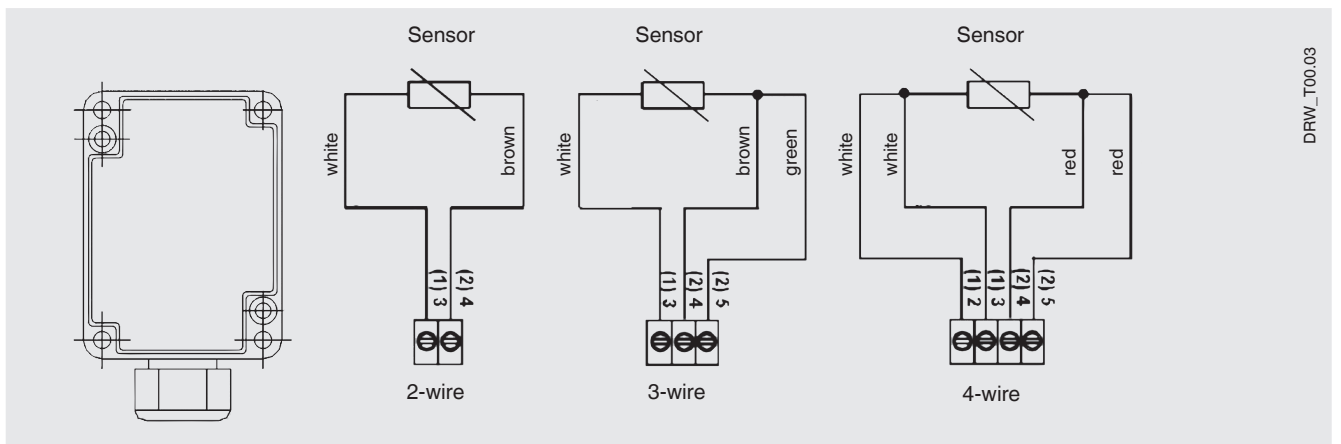 Sensor
white
brown
(1) 3
(2) 4
2-wire
Sensor
white
brown
green
(1) 3
(2) 4
(2) 5
3-wire
Sensor
white
white
red
red
(1) 2
(1) 3
(2) 4
(2) 5
4-wire
DRW_T00.03